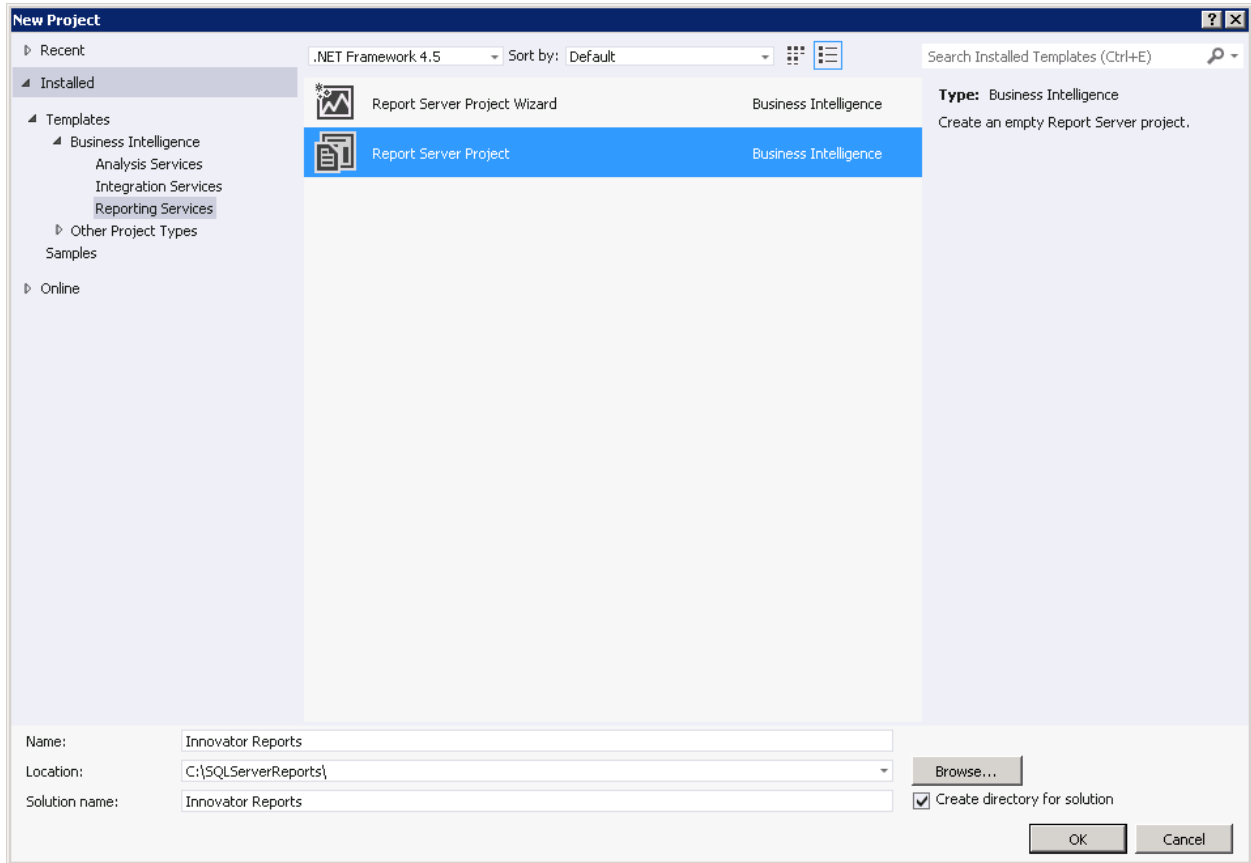 New Project
Recent
.NET Framework 4.5 Sort by: Default
Search Installed Templates (Ctrl+E)
Installed
Templates
Business Intelligence
Analysis Services
Integration Services
Reporting Services
Other Project Types
Samples
Online
Report Server Project Wizard Business Intelligence
Report Server Project Business Intelligence
Type: Business Intelligence
Create an empty Report Server project.
Name: Innovator Reports
Location: C:\SQLServerReports\ Browse...
Solution name: Innovator Reports Create directory for solution
OK Cancel